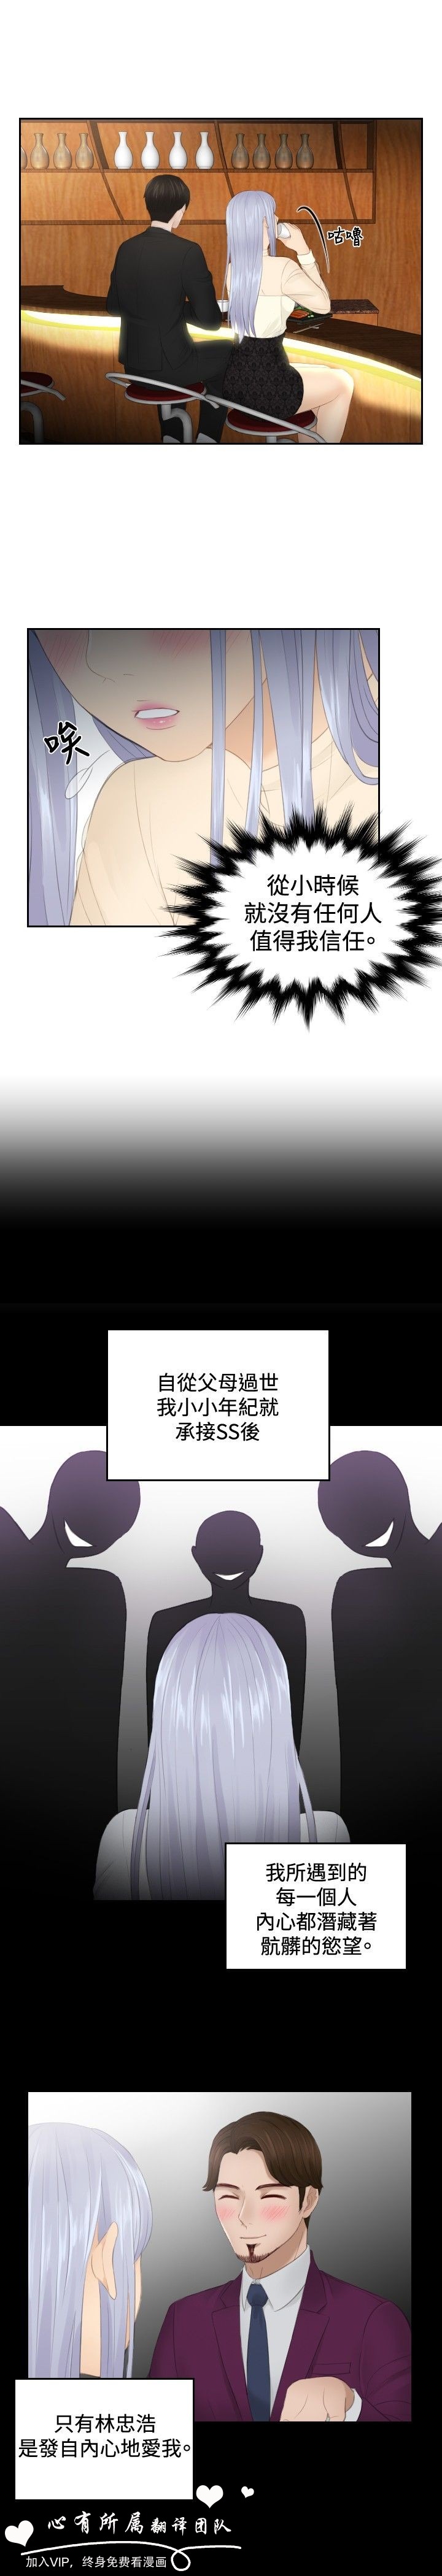 咕嚕
唉
從小時候
就沒有任何人
值得我信任。
自從父母過世
我小小年紀就
承接SS後
我所遇到的
每一個人
內心都潛藏著
骯髒的慾望。
只有林忠浩
是發自內心地愛我。
心有所属翻译团队
加入VIP，终身免费看漫画